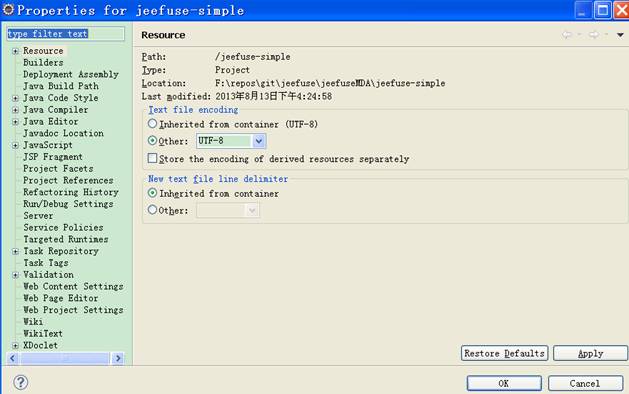 Properties for jeefuse-simple
type filter text
Resource
Builders
Deployment Assembly
Java Build Path
Java Code Style
Java Compiler
Java Editor
Javadoc Location
JavaScript
JSP Fragment
Project Facets
Project References
Refactoring History
Run/Debug Settings
Server
Service Policies
Targeted Runtimes
Task Repository
Task Tags
Validation
Web Content Settings
Web Page Editor
Web Project Settings
Wiki
WikiText
XDoclet
Resource
Path: /jeefuse-simple
Type: Project
Location: F:\repos\git\jeefuse\jeefuseMDA\jeefuse-simple
Last modified: 2013年8月13日下午4:24:58
Text file encoding
Inherited from container (UTF-8)
Other: UTF-8
Store the encoding of derived resources separately
New text file line delimiter
Inherited from container
Other:
Restore Defaults
Apply
OK
Cancel